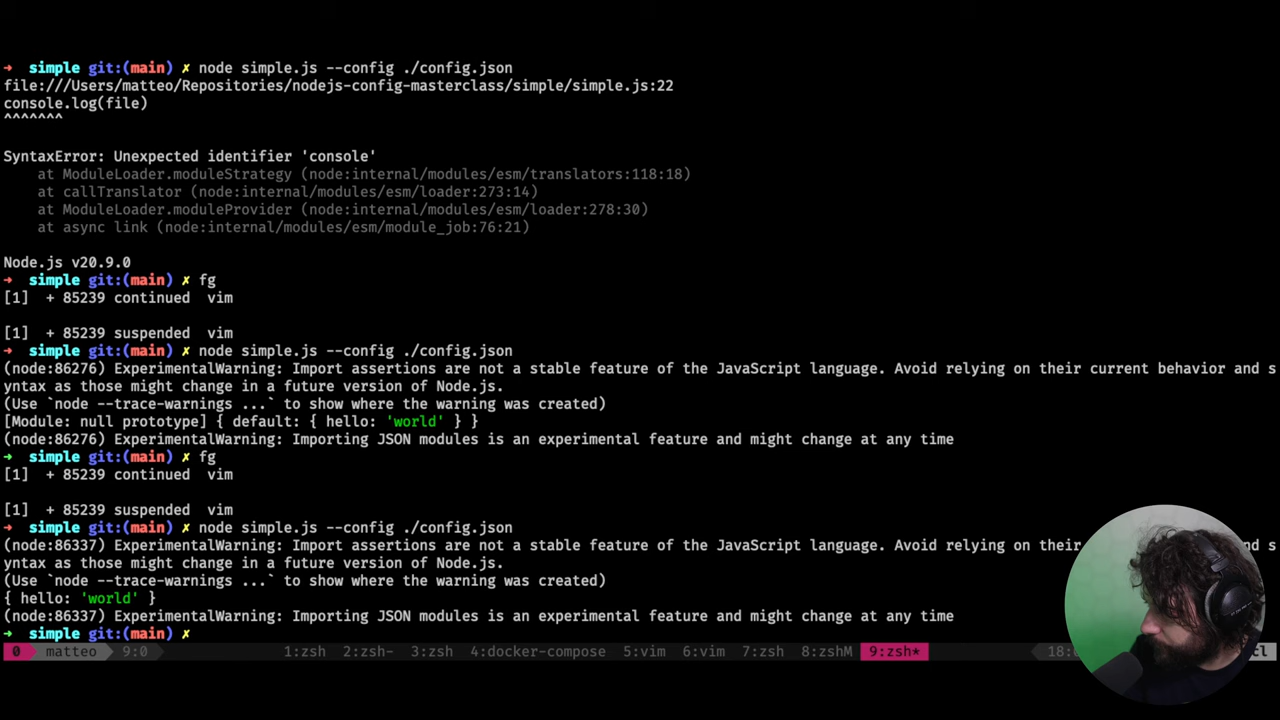 → simple git:(main) ✗ node simple.js --config ./config.json
file:///Users/matteo/Repositories/nodejs-config-masterclass/simple/simple.js:22
console.log(file)
^^^^^^^
SyntaxError: Unexpected identifier 'console'
at ModuleLoader.moduleStrategy (node:internal/modules/esm/translators:118:18)
at callTranslator (node:internal/modules/esm/loader:273:14)
at ModuleLoader.moduleProvider (node:internal/modules/esm/loader:278:30)
at async link (node:internal/modules/esm/module_job:76:21)
Node.js v20.9.0
→ simple git:(main) ✗ fg
[1]  + 85239 continued  vim
[1]  + 85239 suspended  vim
→ simple git:(main) ✗ node simple.js --config ./config.json
(node:86276) ExperimentalWarning: Import assertions are not a stable feature of the JavaScript language. Avoid relying on their current behavior and s
yntax as those might change in a future version of Node.js.
(Use `node --trace-warnings ...` to show where the warning was created)
[Module: null prototype] { default: { hello: 'world' } }
(node:86276) ExperimentalWarning: Importing JSON modules is an experimental feature and might change at any time
→ simple git:(main) ✗ fg
[1]  + 85239 continued  vim
[1]  + 85239 suspended  vim
→ simple git:(main) ✗ node simple.js --config ./config.json
(node:86337) ExperimentalWarning: Import assertions are not a stable feature of the JavaScript language. Avoid relying on their nd s
yntax as those might change in a future version of Node.js.
(Use `node --trace-warnings ...` to show where the warning was created)
{ hello: 'world' }
(node:86337) ExperimentalWarning: Importing JSON modules is an experimental feature and might change at any time
→ simple git:(main) ✗
0 matteo 9:0 1:zsh 2:zsh- 3:zsh 4:docker-compose 5:vim 6:vim 7:zsh 8:zshM 9:zsh* 18: